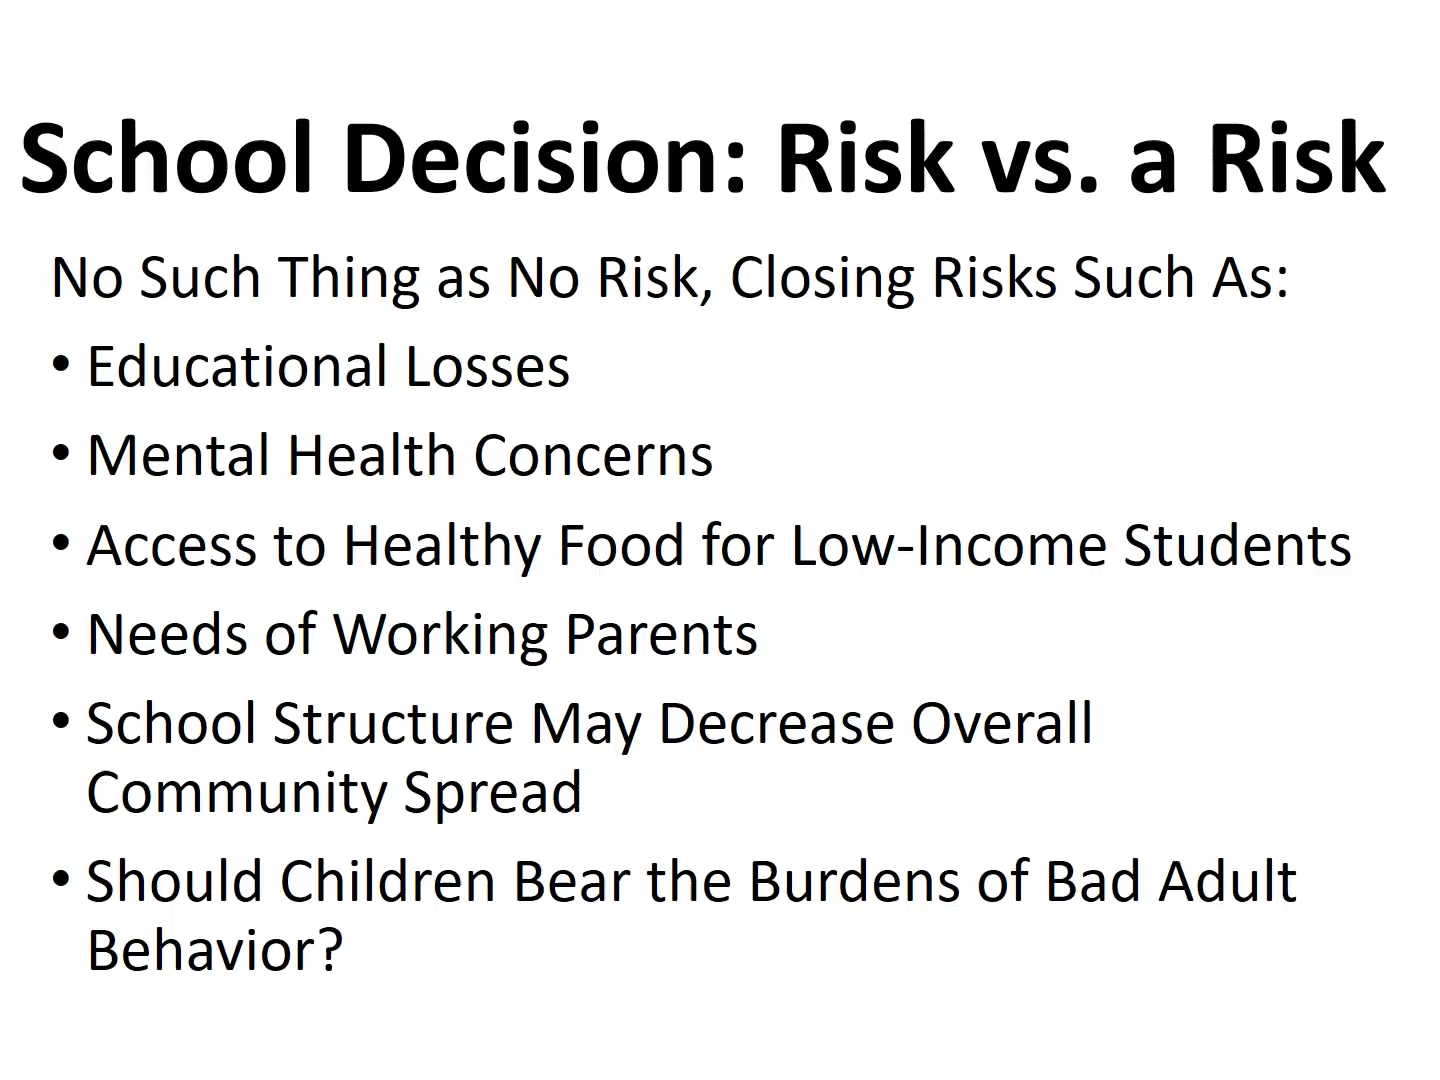 School Decision: Risk vs. a Risk
No Such Thing as No Risk, Closing Risks Such As:
• Educational Losses
• Mental Health Concerns
• Access to Healthy Food for Low-Income Students
• Needs of Working Parents
• School Structure May Decrease Overall
Community Spread
• Should Children Bear the Burdens of Bad Adult
Behavior?